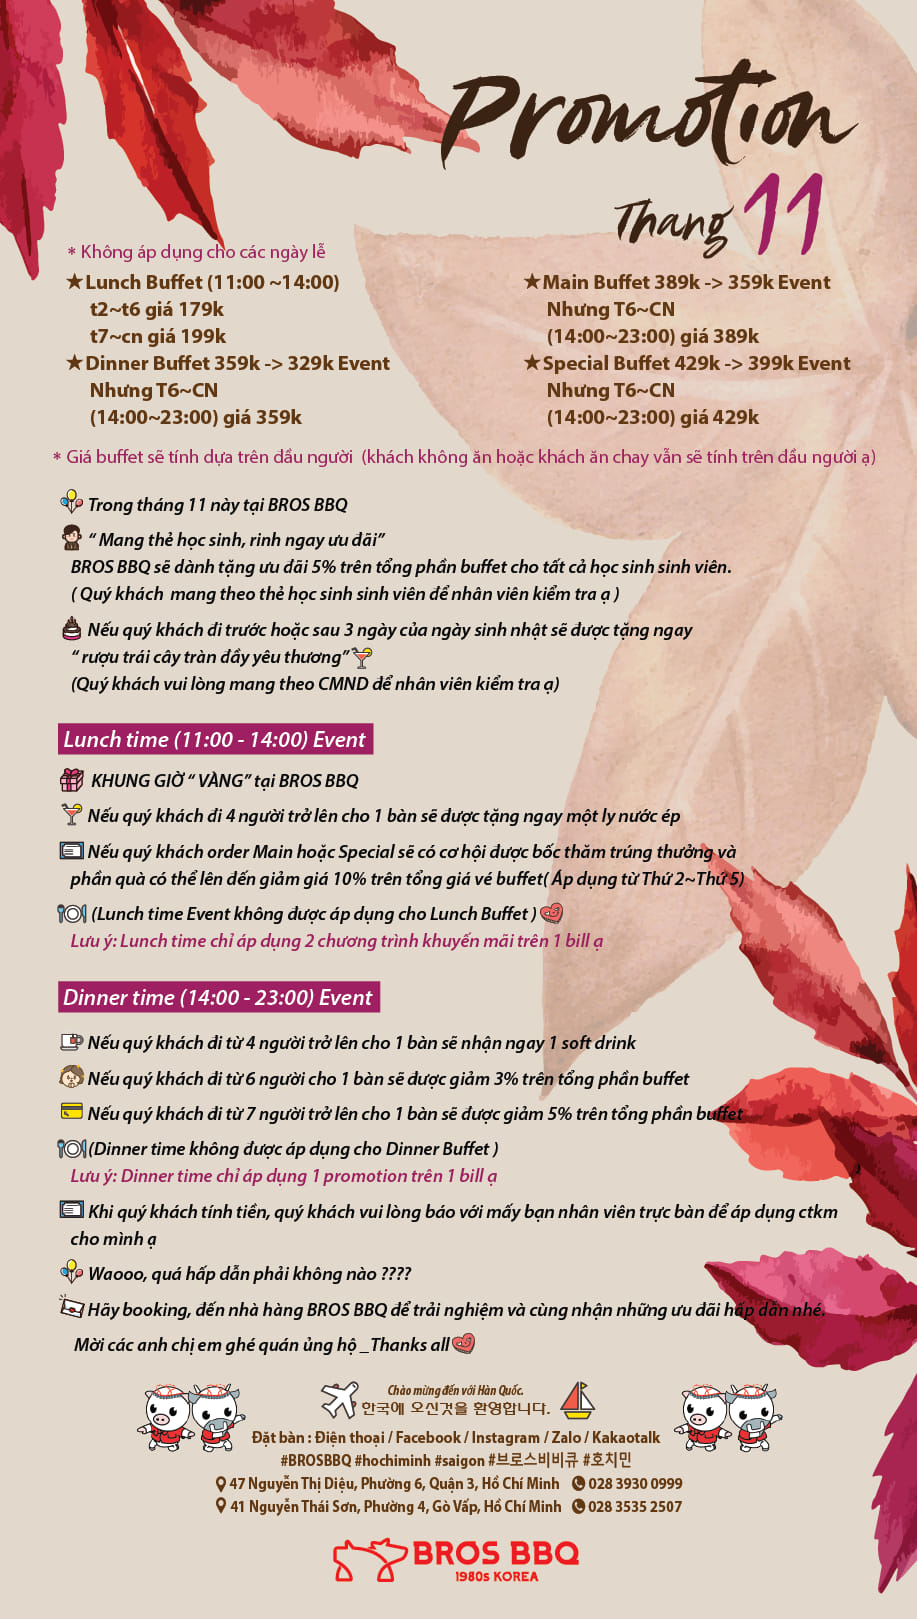 Promotion
Thang 11
* Không áp dụng cho các ngày lễ
★Lunch Buffet (11:00 ~14:00)
t2~t6 giá 179k
t7~cn giá 199k
★Dinner Buffet 359k -> 329k Event
Nhưng T6~CN
(14:00~23:00) giá 359k
★Main Buffet 389k -> 359k Event
Nhưng T6~CN
(14:00~23:00) giá 389k
★Special Buffet 429k -> 399k Event
Nhưng T6~CN
(14:00~23:00) giá 429k
* Giá buffet sẽ tính dựa trên đầu người (khách không ăn hoặc khách ăn chay vẫn sẽ tính trên đầu người ạ)
Trong tháng 11 này tại BROS BBQ
“ Mang thẻ học sinh, rinh ngay ưu đãi”
BROS BBQ sẽ dành tặng ưu đãi 5% trên tổng phần buffet cho tất cả học sinh sinh viên.
( Quý khách mang theo thẻ học sinh sinh viên để nhân viên kiểm tra ạ )
Nếu quý khách đi trước hoặc sau 3 ngày của ngày sinh nhật sẽ được tặng ngay
“ rượu trái cây tràn đầy yêu thương”
(Quý khách vui lòng mang theo CMND để nhân viên kiểm tra ạ)
Lunch time (11:00 - 14:00) Event
KHUNG GIỜ “ VÀNG” tại BROS BBQ
Nếu quý khách đi 4 người trở lên cho 1 bàn sẽ được tặng ngay một ly nước ép
Nếu quý khách order Main hoặc Special sẽ có cơ hội được bốc thăm trúng thưởng và
phần quà có thể lên đến giảm giá 10% trên tổng giá vé buffet( Áp dụng từ Thứ 2~Thứ 5)
(Lunch time Event không được áp dụng cho Lunch Buffet )
Lưu ý: Lunch time chỉ áp dụng 2 chương trình khuyến mãi trên 1 bill ạ
Dinner time (14:00 - 23:00) Event
Nếu quý khách đi từ 4 người trở lên cho 1 bàn sẽ nhận ngay 1 soft drink
Nếu quý khách đi từ 6 người cho 1 bàn sẽ được giảm 3% trên tổng phần buffet
Nếu quý khách đi từ 7 người trở lên cho 1 bàn sẽ được giảm 5% trên tổng phần buffet
(Dinner time không được áp dụng cho Dinner Buffet )
Lưu ý: Dinner time chỉ áp dụng 1 promotion trên 1 bill ạ
Khi quý khách tính tiền, quý khách vui lòng báo với mấy bạn nhân viên trực bàn để áp dụng ctkm
cho mình ạ
Waooo, quá hấp dẫn phải không nào ????
Hãy booking, đến nhà hàng BROS BBQ để trải nghiệm và cùng nhận những ưu đãi hấp dẫn nhé.
Mời các anh chị em ghé quán ủng hộ _Thanks all
Chào mừng đến với Hàn Quốc.
한국에 오신것을 환영합니다.
Đặt bàn : Điện thoại / Facebook / Instagram / Zalo / Kakaotalk
#BROSBBQ #hochiminh #saigon #브로스비비큐 #호치민
47 Nguyễn Thị Diệu, Phường 6, Quận 3, Hồ Chí Minh 028 3930 0999
41 Nguyễn Thái Sơn, Phường 4, Gò Vấp, Hồ Chí Minh 028 3535 2507
BROS BBQ
1980s KOREA